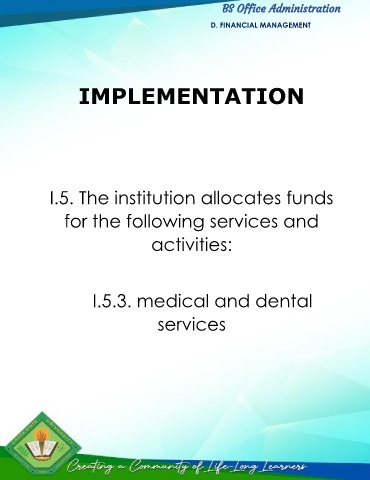 BS Office Administration
D. FINANCIAL MANAGEMENT
IMPLEMENTATION
I.5. The institution allocates funds
for the following services and
activities:
I.5.3. medical and dental
services
Creating a Community of Life-Long Learners